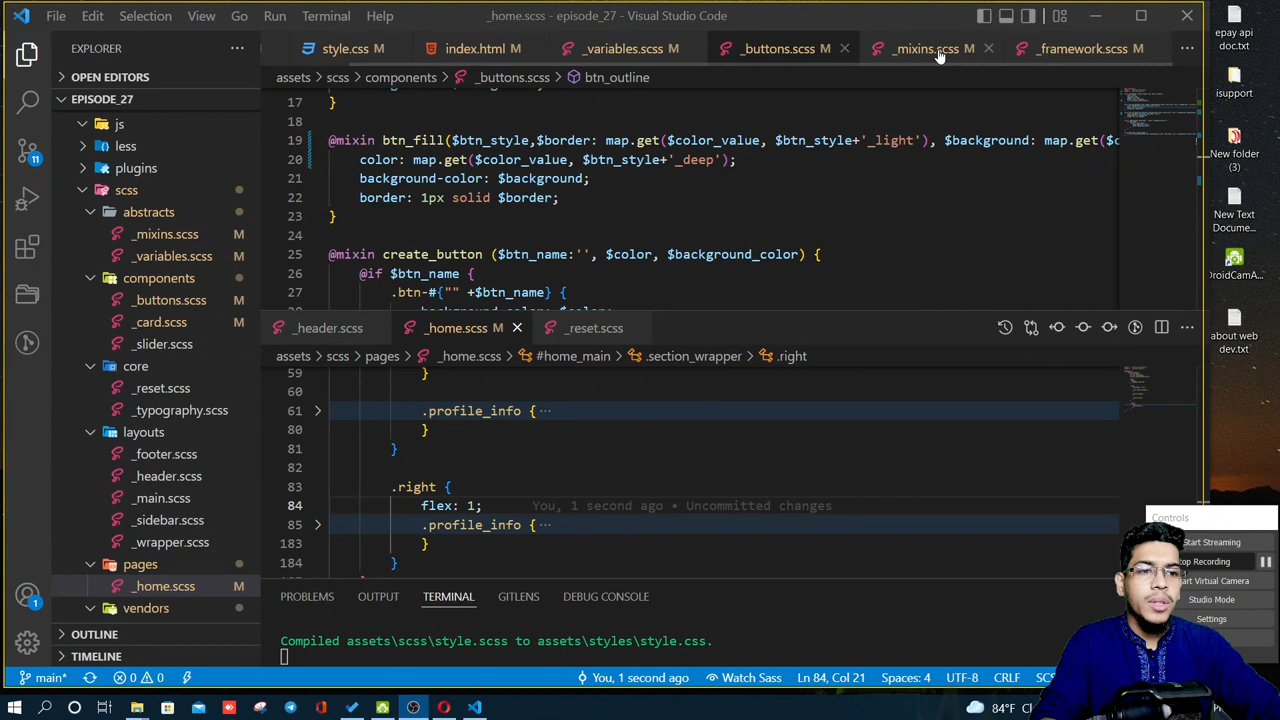 File Edit Selection View Go Run Terminal Help _home.scss - episode_27 - Visual Studio Code
EXPLORER
OPEN EDITORS
EPISODE_27
js
less
plugins
scss
abstracts
_mixins.scss M
_variables.scss M
components
_buttons.scss M
_card.scss M
_slider.scss
core
_reset.scss
_typography.scss
layouts
_footer.scss
_header.scss
_main.scss
_sidebar.scss
_wrapper.scss
pages
_home.scss M
vendors
OUTLINE
TIMELINE
11
1
style.css M index.html M _variables.scss M _buttons.scss M _mixins.scss M _framework.scss M
assets > scss > components > _buttons.scss > btn_outline
17 }
19 @mixin btn_fill($btn_style,$border: map.get($color_value, $btn_style+'_light'), $background: map.get($c
20 color: map.get($color_value, $btn_style+'_deep');
21 background-color: $background;
22 border: 1px solid $border;
23 }
24
25 @mixin create_button ($btn_name:'', $color, $background_color) {
26 @if $btn_name {
27 .btn-#{"" +$btn_name} {
_header.scss _home.scss M _reset.scss
assets > scss > pages > _home.scss > #home_main > .section_wrapper > .right
59 }
60
61 .profile_info {
80 }
81 }
82
83 .right {
84 flex: 1; You, 1 second ago • Uncommitted changes
85 .profile_info {
183 }
184 }
PROBLEMS OUTPUT TERMINAL GITLENS DEBUG CONSOLE
Compiled assets\scss\style.scss to assets\styles\style.css.
main* 0 0 You, 1 second ago Watch Sass Ln 84, Col 21 Spaces: 4 UTF-8 CRLF
84°F
epay api
doc.txt
isupport
New folder
(3)
New Text
Docume...
DroidCamA...
about web
dev.txt
Controls
Start Streaming
Studio Mode
Settings